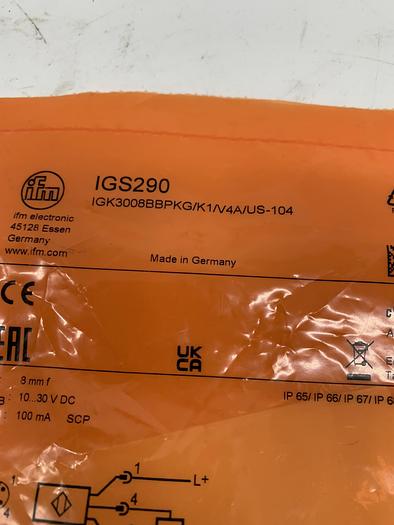 ifm
IGS290
IGK3008BBPKG/K1/V4A/US-104
ifm electronic
45128 Essen
Germany
www.ifm.com
Made in Germany
CE
EAC
UK
CA
8 mm f
: 10...30 V DC
: 100 mA SCP
IP 65/ IP 66/ IP 67/ IP 6
1
L+
4
4